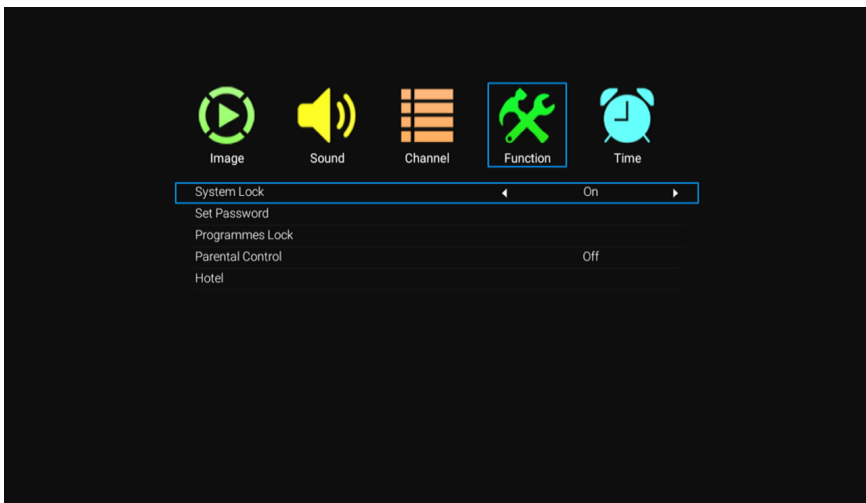 Image Sound Channel Function Time
System Lock On
Set Password
Programmes Lock
Parental Control Off
Hotel